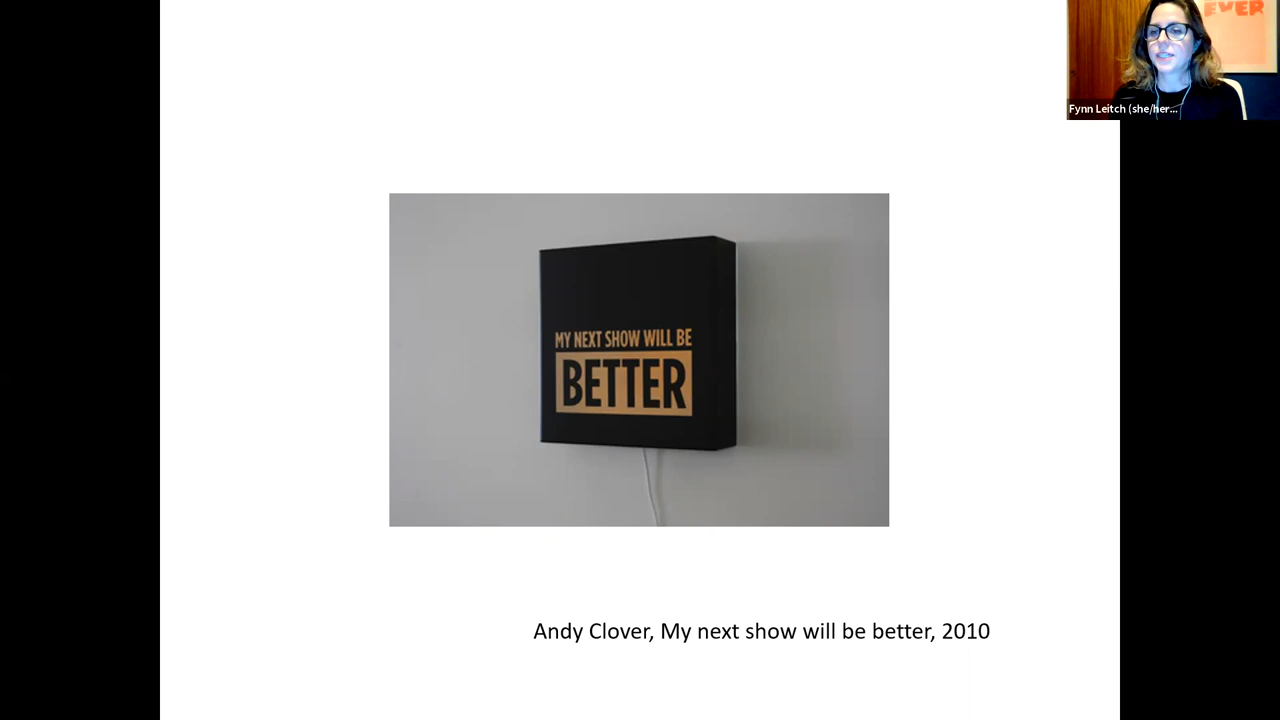 EVER
Fynn Leitch (she/her...
MY NEXT SHOW WILL BE
BETTER
Andy Clover, My next show will be better, 2010